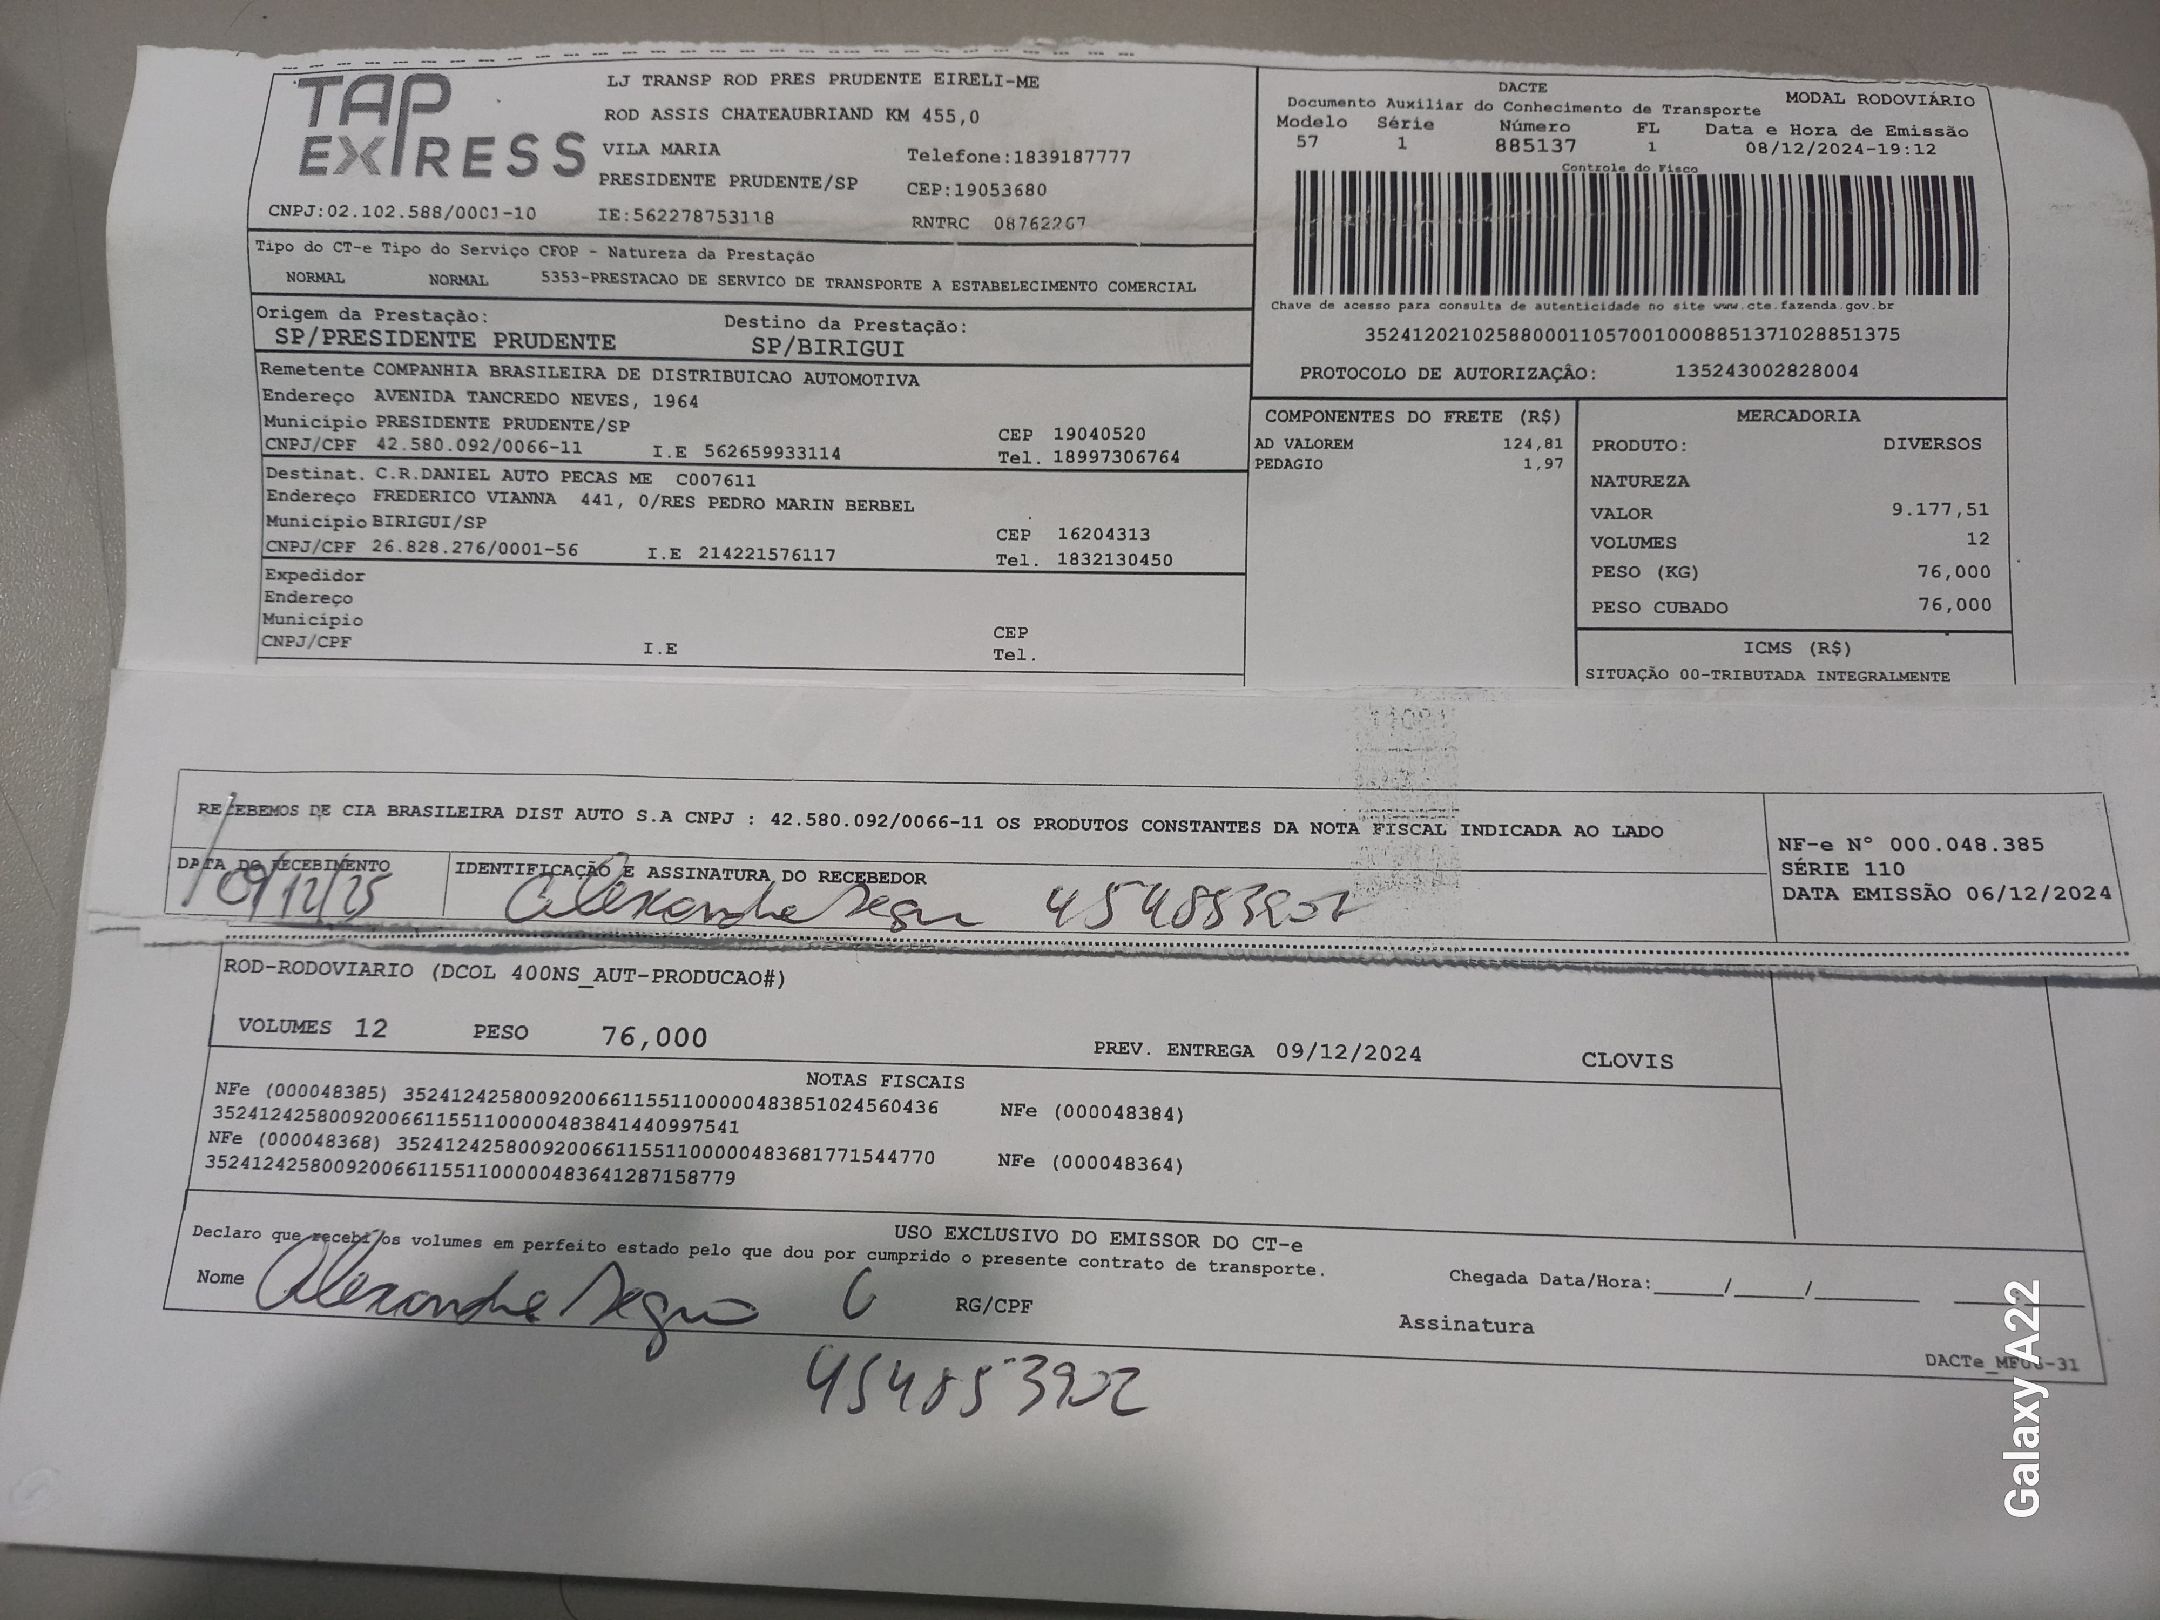 TAP EXPRESS
LJ TRANSP ROD PRES PRUDENTE EIRELI-ME
ROD ASSIS CHATEAUBRIAND KM 455,0
VILA MARIA Telefone:1839187777
PRESIDENTE PRUDENTE/SP CEP:19053680
CNPJ:02.102.588/0001-10 IE:562278753118 RNTRC 08762267
DACTE
Documento Auxiliar do Conhecimento de Transporte MODAL RODOVIÁRIO
Modelo Série Número FL Data e Hora de Emissão
57 1 885137 1 08/12/2024-19:12
Controle do Fisco
Chave de acesso para consulta de autenticidade no site www.cte.fazenda.gov.br
35241202102588000110570010008851371028851375
PROTOCOLO DE AUTORIZAÇÂO: 135243002828004
Tipo do CT-e Tipo do Serviço CFOP - Natureza da Prestação
NORMAL NORMAL 5353-PRESTACAO DE SERVICO DE TRANSPORTE A ESTABELECIMENTO COMERCIAL
Origem da Prestação: Destino da Prestação:
SP/PRESIDENTE PRUDENTE SP/BIRIGUI
Remetente COMPANHIA BRASILEIRA DE DISTRIBUICAO AUTOMOTIVA
Endereço AVENIDA TANCREDO NEVES, 1964
Município PRESIDENTE PRUDENTE/SP CEP 19040520
CNPJ/CPF 42.580.092/0066-11 I.E 562659933114 Tel. 18997306764
Destinat. C.R.DANIEL AUTO PECAS ME C007611
Endereço FREDERICO VIANNA 441, 0/RES PEDRO MARIN BERBEL
Município BIRIGUI/SP CEP 16204313
CNPJ/CPF 26.828.276/0001-56 I.E 214221576117 Tel. 1832130450
Expedidor
Endereço
Município CEP
CNPJ/CPF I.E Tel.
COMPONENTES DO FRETE (R$)
AD VALOREM 124,81
PEDAGIO 1,97
MERCADORIA
PRODUTO: DIVERSOS
NATUREZA
VALOR 9.177,51
VOLUMES 12
PESO (KG) 76,000
PESO CUBADO 76,000
ICMS (R$)
SITUAÇÃO 00-TRIBUTADA INTEGRALMENTE
RECEBEMOS DE CIA BRASILEIRA DIST AUTO S.A CNPJ : 42.580.092/0066-11 OS PRODUTOS CONSTANTES DA NOTA FISCAL INDICADA AO LADO
DATA DO RECEBIMENTO IDENTIFICAÇÃO E ASSINATURA DO RECEBEDOR
09/12/25 Alexandre 454853902
NF-e N° 000.048.385
SÉRIE 110
DATA EMISSÃO 06/12/2024
ROD-RODOVIARIO (DCOL 400NS_AUT-PRODUCAO#)
VOLUMES 12 PESO 76,000 PREV. ENTREGA 09/12/2024 CLOVIS
NOTAS FISCAIS
NFe (000048385) 35241242580092006611551100000483851024560436 NFe (000048384)
35241242580092006611551100000483841440997541
NFe (000048368) 35241242580092006611551100000483681771544770 NFe (000048364)
35241242580092006611551100000483641287158779
USO EXCLUSIVO DO EMISSOR DO CT-e
Declaro que recebi os volumes em perfeito estado pelo que dou por cumprido o presente contrato de transporte.
Nome Alexandre RG/CPF Chegada Data/Hora:_____/_____/_______
Assinatura
454853902
DACTe_MF06-31
Galaxy A22